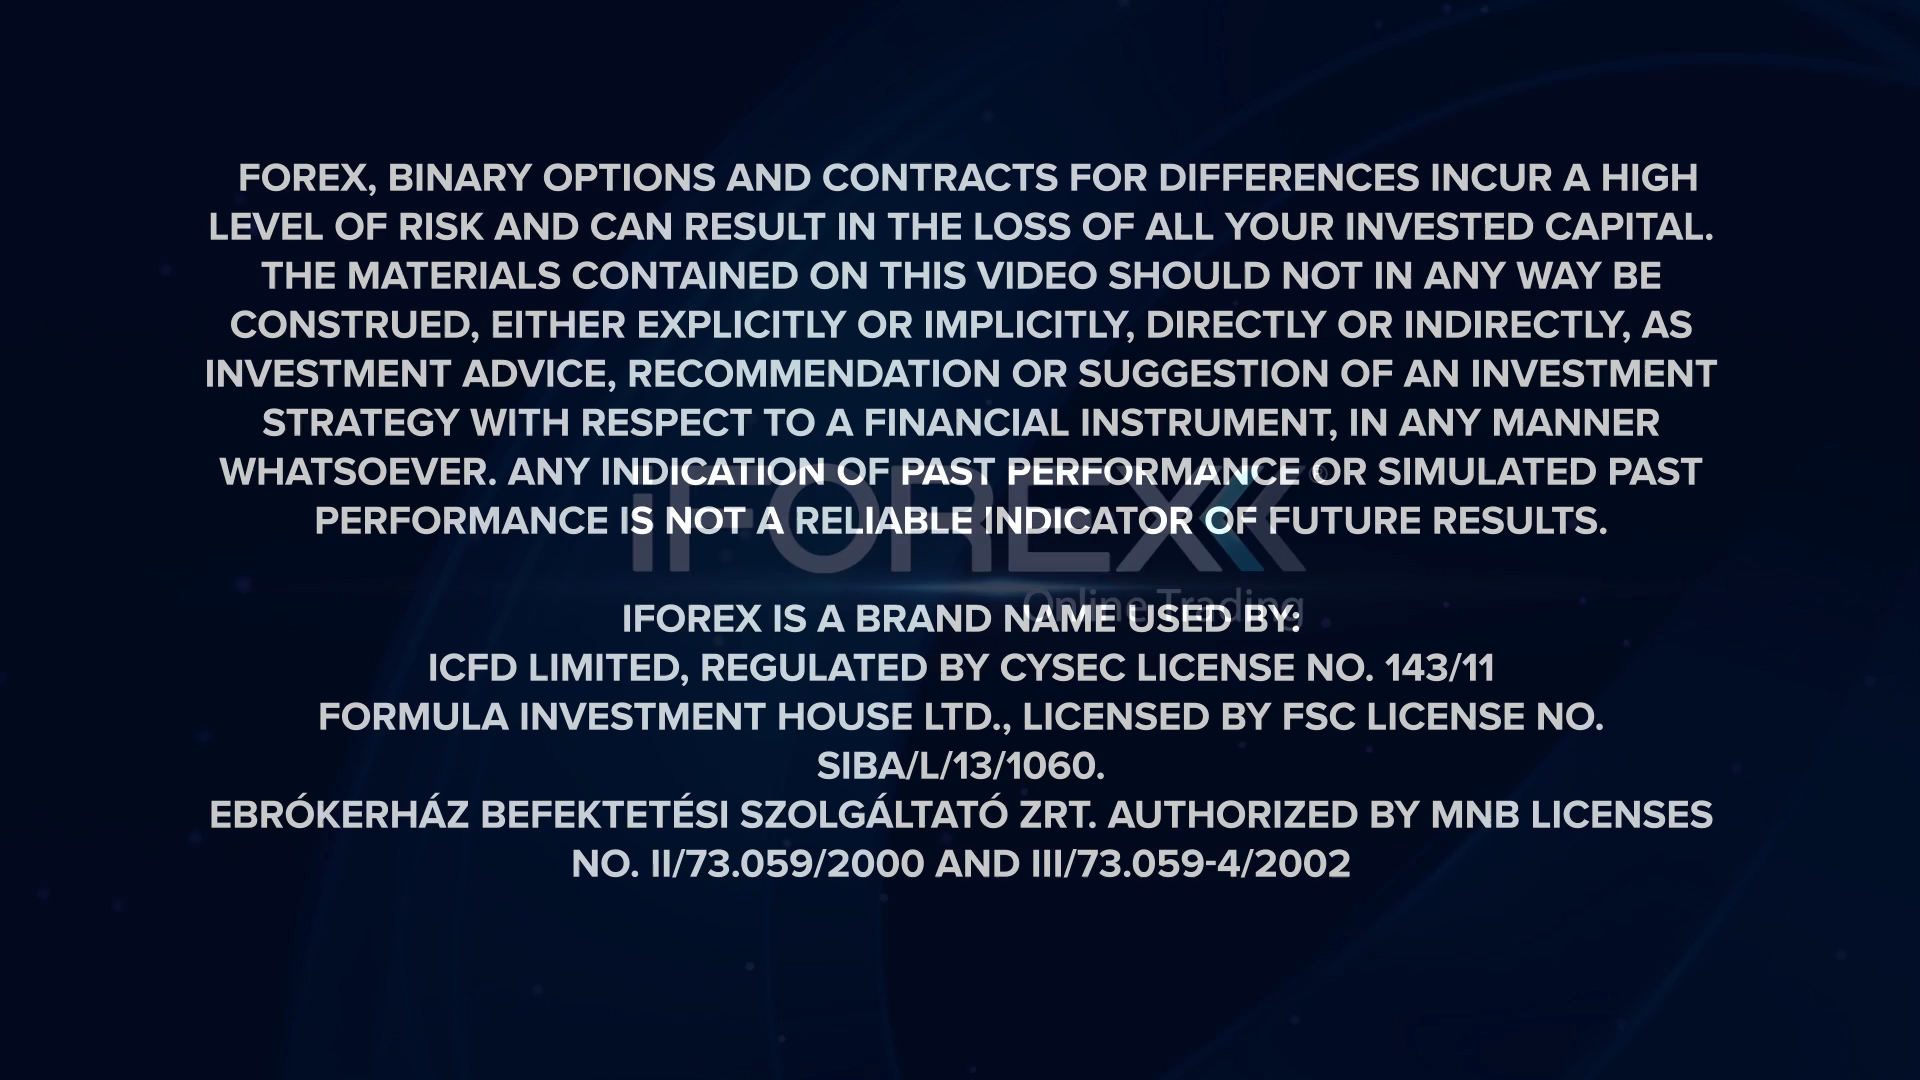 FOREX, BINARY OPTIONS AND CONTRACTS FOR DIFFERENCES INCUR A HIGH
LEVEL OF RISK AND CAN RESULT IN THE LOSS OF ALL YOUR INVESTED CAPITAL.
THE MATERIALS CONTAINED ON THIS VIDEO SHOULD NOT IN ANY WAY BE
CONSTRUED, EITHER EXPLICITLY OR IMPLICITLY, DIRECTLY OR INDIRECTLY, AS
INVESTMENT ADVICE, RECOMMENDATION OR SUGGESTION OF AN INVESTMENT
STRATEGY WITH RESPECT TO A FINANCIAL INSTRUMENT, IN ANY MANNER
WHATSOEVER. ANY INDICATION OF PAST PERFORMANCE OR SIMULATED PAST
PERFORMANCE IS NOT A RELIABLE INDICATOR OF FUTURE RESULTS.
iFOREX®
Online Trading
IFOREX IS A BRAND NAME USED BY:
ICFD LIMITED, REGULATED BY CYSEC LICENSE NO. 143/11
FORMULA INVESTMENT HOUSE LTD., LICENSED BY FSC LICENSE NO.
SIBA/L/13/1060.
EBRÓKERHÁZ BEFEKTETÉSI SZOLGÁLTATÓ ZRT. AUTHORIZED BY MNB LICENSES
NO. II/73.059/2000 AND III/73.059-4/2002